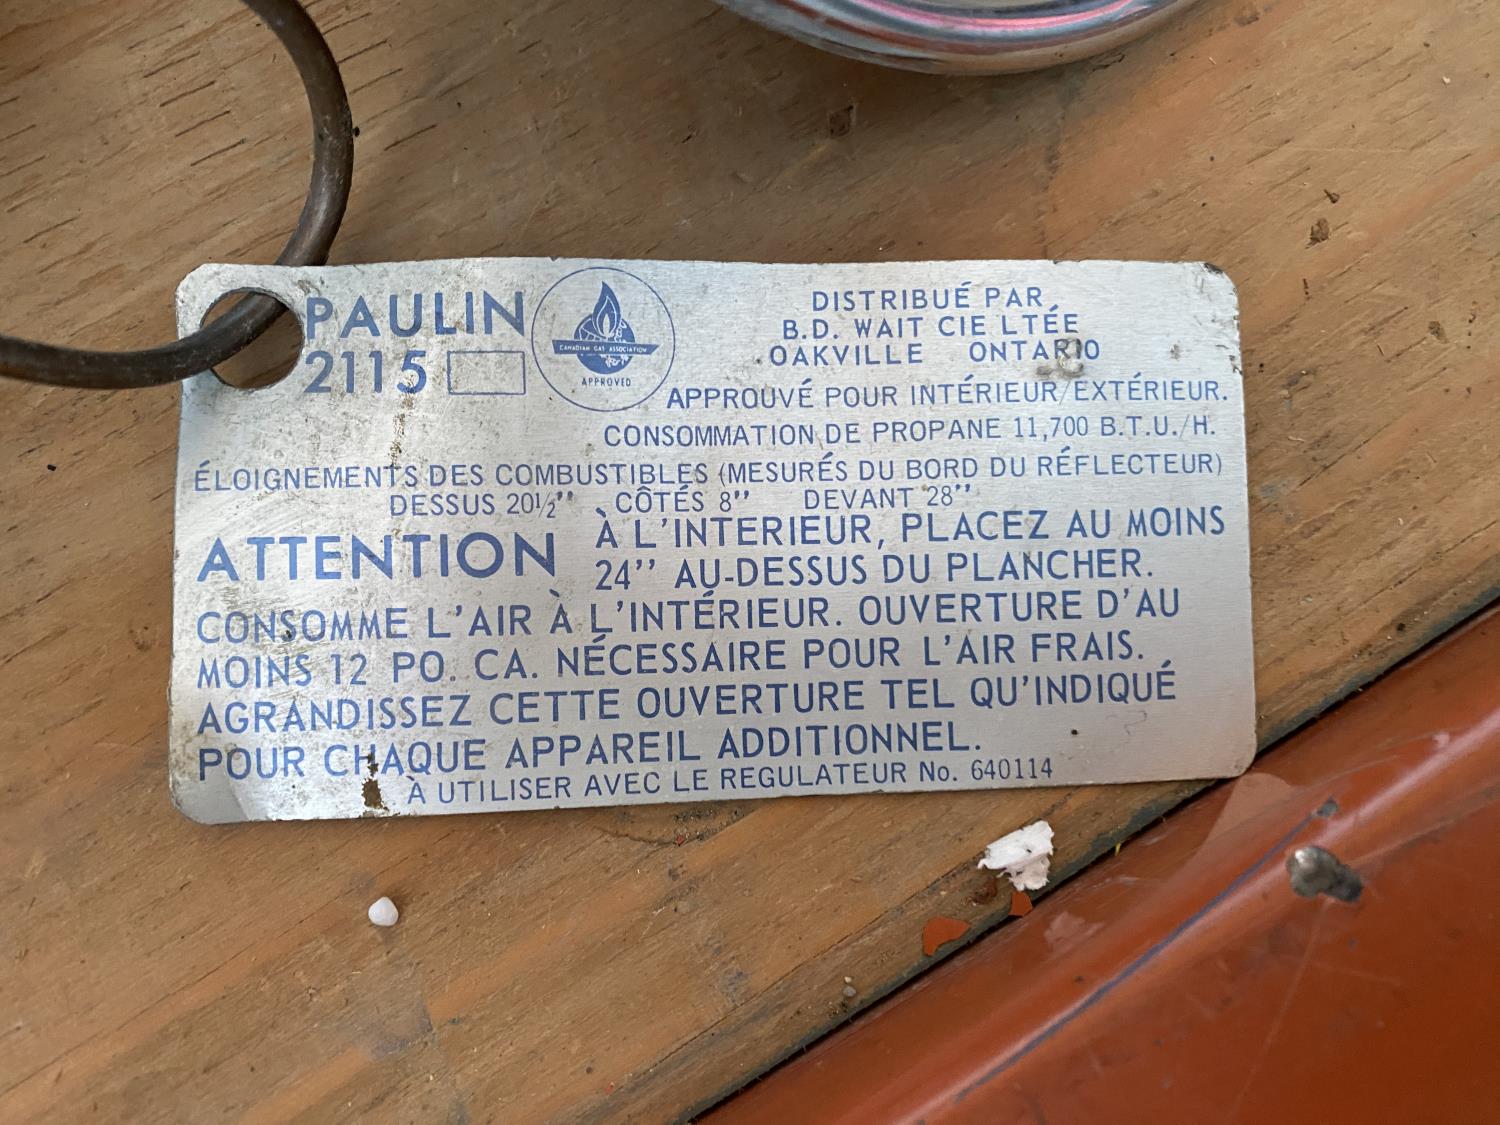 PAULIN
2115
CANADIAN GAS ASSOCIATION
APPROVED
DISTRIBUÉ PAR
B.D. WAIT CIE LTÉE
OAKVILLE ONTARIO
APPROUVÉ POUR INTÉRIEUR/EXTÉRIEUR.
CONSOMMATION DE PROPANE 11,700 B.T.U./H.
ÉLOIGNEMENTS DES COMBUSTIBLES (MESURÉS DU BORD DU RÉFLECTEUR)
DESSUS 20½" CÔTÉS 8" DEVANT 28"
ATTENTION À L'INTERIEUR, PLACEZ AU MOINS
24" AU-DESSUS DU PLANCHER.
CONSOMME L'AIR À L'INTÉRIEUR. OUVERTURE D'AU
MOINS 12 PO. CA. NÉCESSAIRE POUR L'AIR FRAIS.
AGRANDISSEZ CETTE OUVERTURE TEL QU'INDIQUÉ
POUR CHAQUE APPAREIL ADDITIONNEL.
À UTILISER AVEC LE REGULATEUR No. 640114